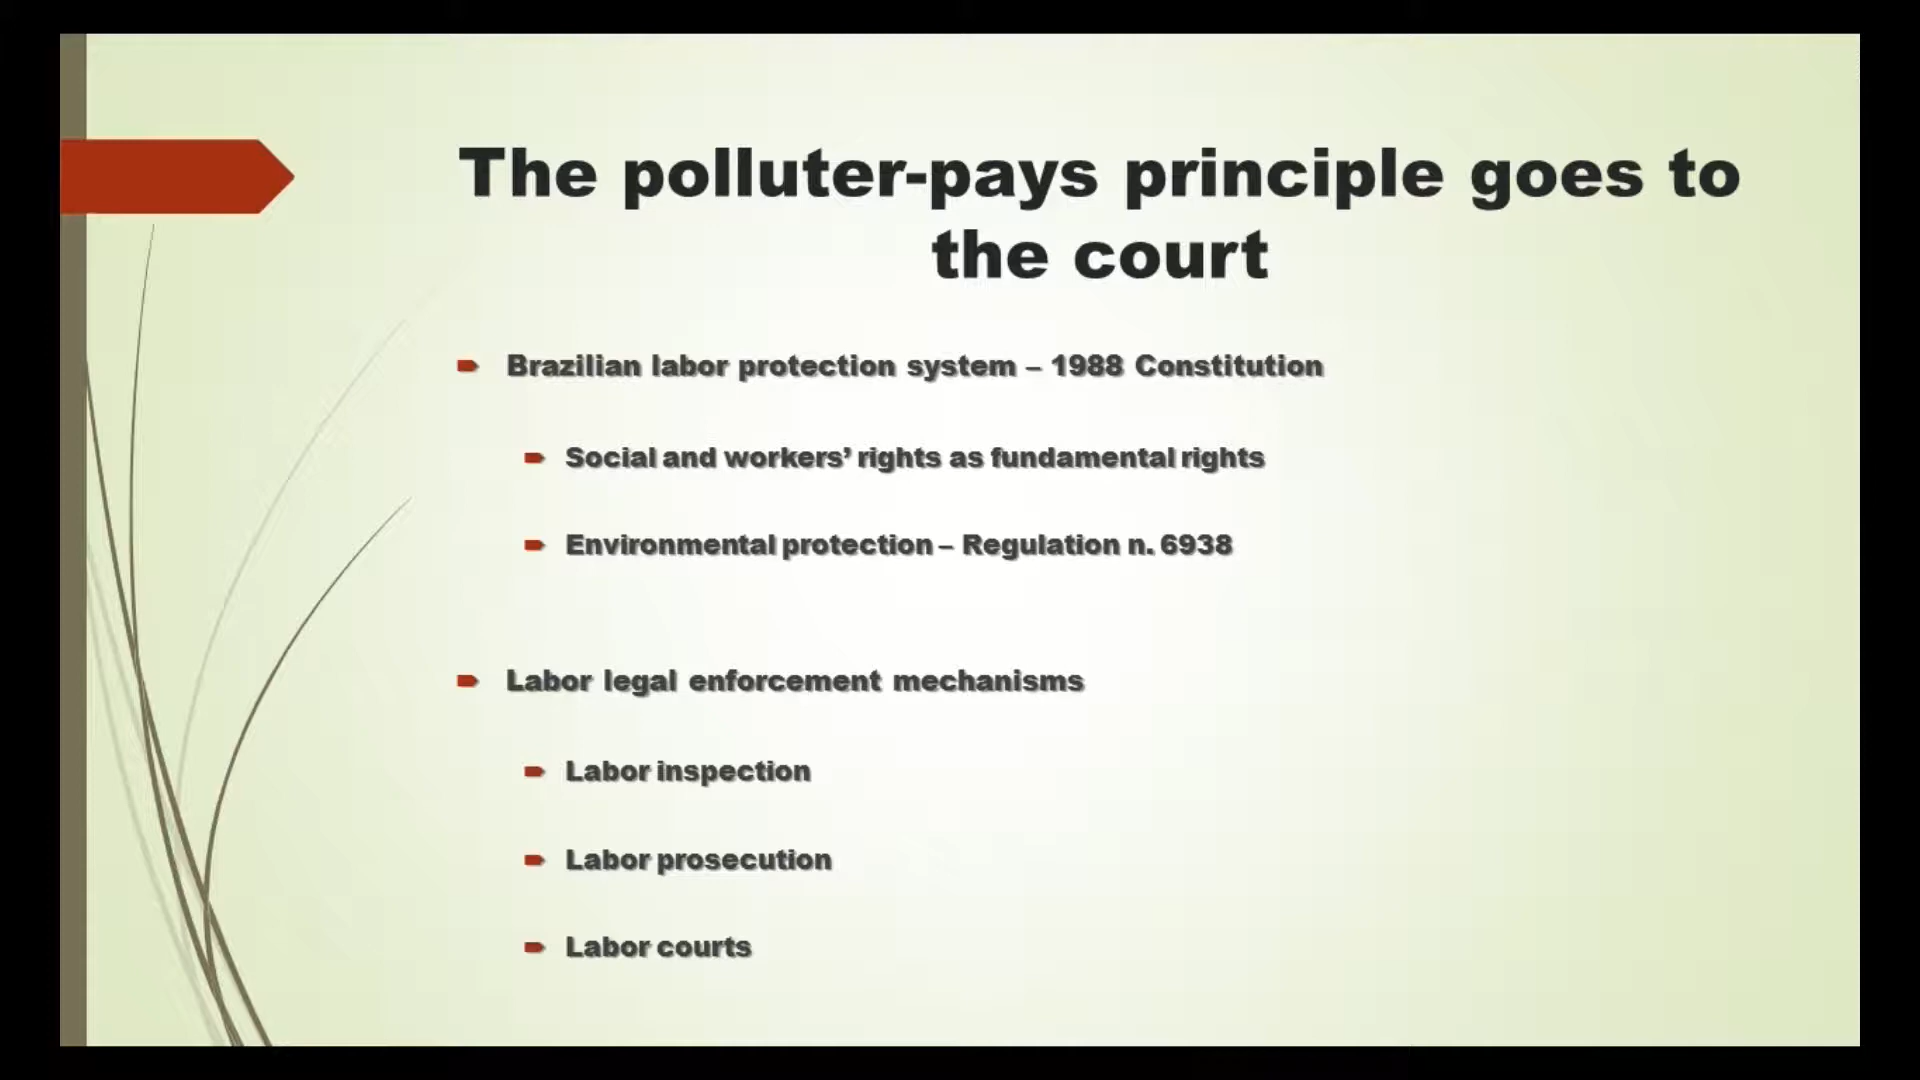 The polluter-pays principle goes to
the court
Brazilian labor protection system – 1988 Constitution
Social and workers’ rights as fundamental rights
Environmental protection – Regulation n. 6938
Labor legal enforcement mechanisms
Labor inspection
Labor prosecution
Labor courts